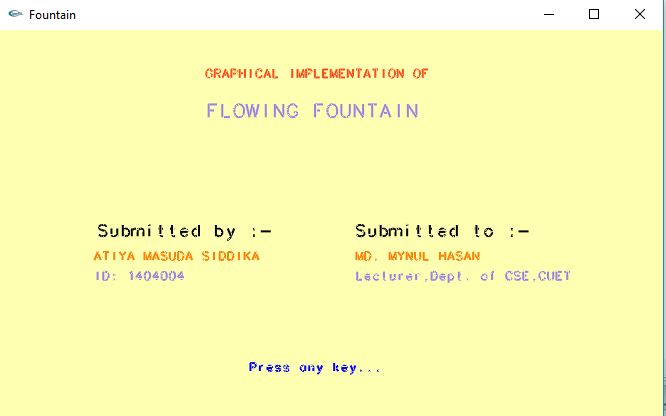 Fountain
GRAPHICAL IMPLEMENTATION OF
FLOWING FOUNTAIN
Submitted by :-
Submitted to :-
ATIYA MASUDA SIDDIKA
MD. MYNUL HASAN
ID: 1404004
Lecturer,Dept. of CSE,CUET
Press any key...